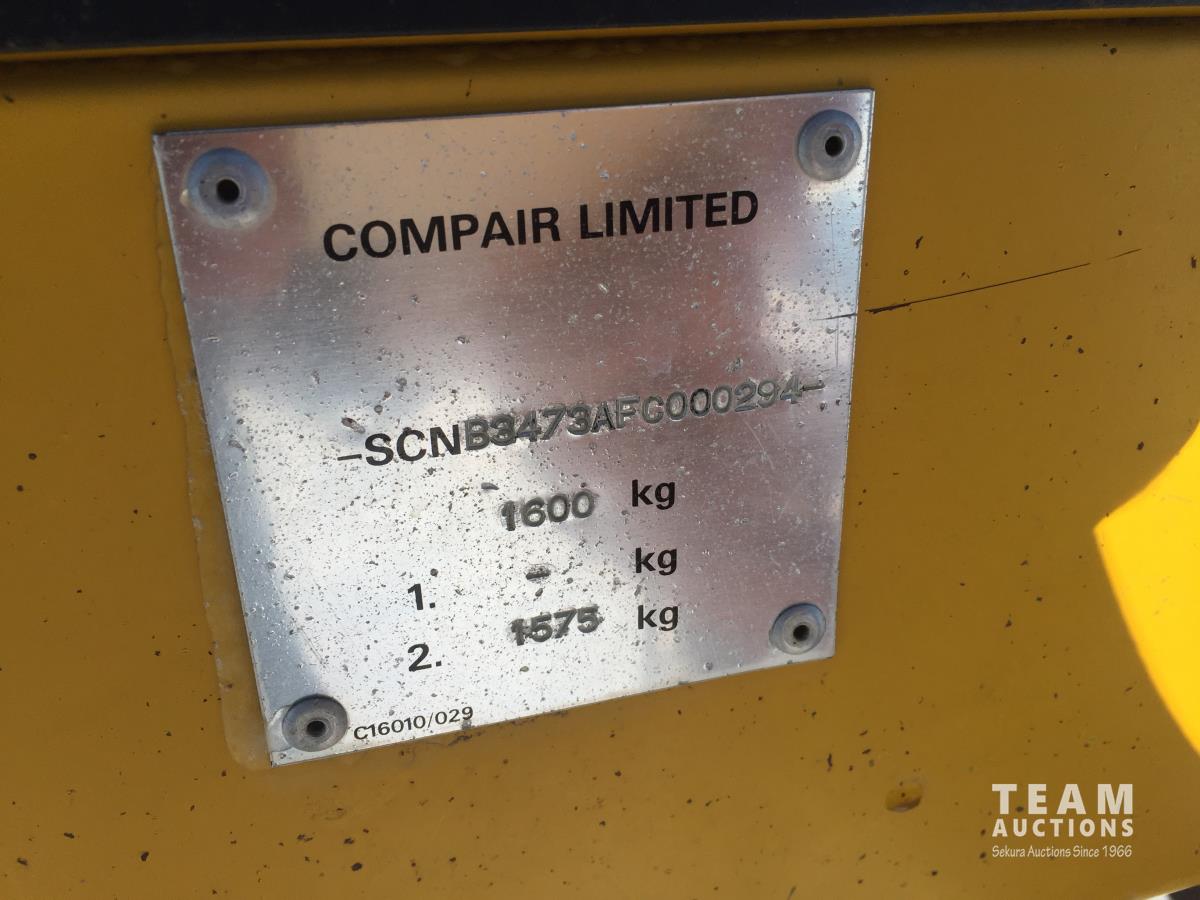 COMPAIR LIMITED
-SCNB3473AFC000294-
1600 kg
1. - kg
2. 1575 kg
C16010/029
TEAM
AUCTIONS
Sekura Auctions Since 1966